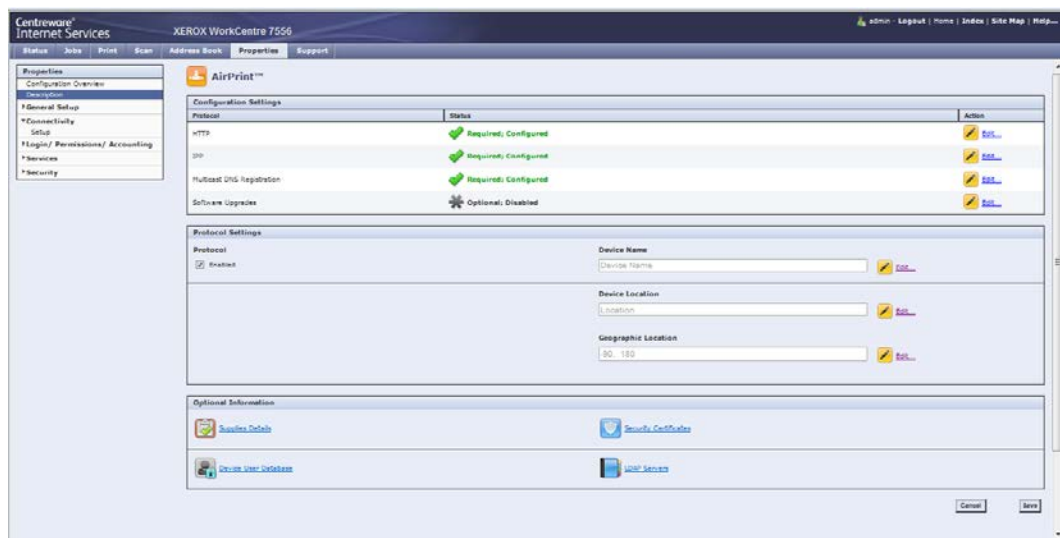 Centreware®
Internet Services
XEROX WorkCentre 7556
admin - Logout | Home | Index | Site Map | Help...
Status Jobs Print Scan Address Book Properties Support
Properties
Configuration Overview
Description
General Setup
Connectivity
Setup
Login/ Permissions/ Accounting
Services
Security
AirPrint™
Configuration Settings
Protocol Status Action
HTTP Required; Configured Edit...
IPP Required; Configured Edit...
Multicast DNS Registration Required; Configured Edit...
Software Upgrades Optional; Disabled Edit...
Protocol Settings
Protocol Device Name
Enabled Device Name Edit...
Device Location
Location Edit...
Geographic Location
-90, 180 Edit...
Optional Information
Supplies Details Security Certificates
Device User Database LDAP Servers
Cancel Save